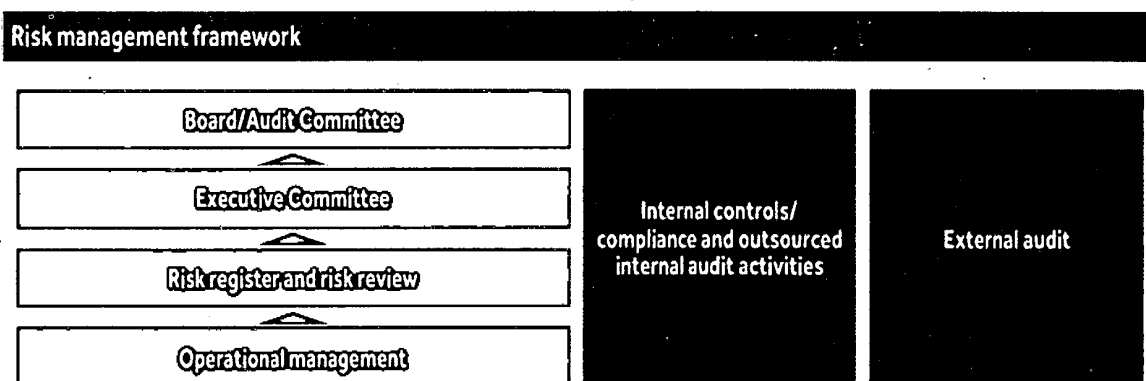 Risk management framework
Board/Audit Committee
Executive Committee
Risk register and risk review
Operational management
Internal controls/
compliance and outsourced
internal audit activities
External audit